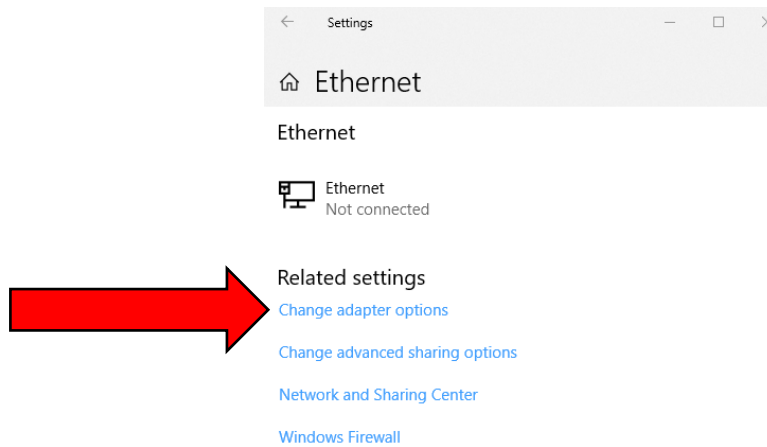 Settings
Ethernet
Ethernet
Ethernet
Not connected
Related settings
Change adapter options
Change advanced sharing options
Network and Sharing Center
Windows Firewall